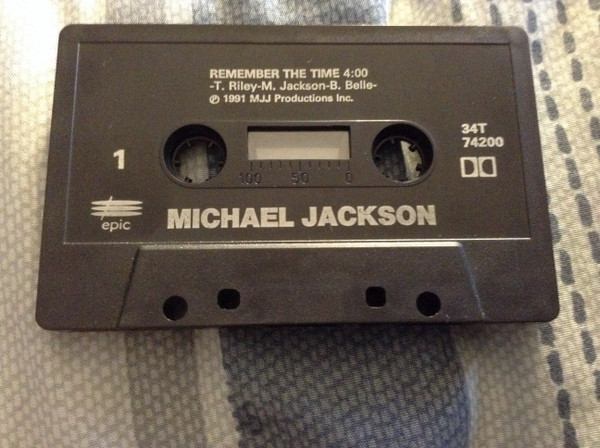 REMEMBER THE TIME 4:00
-T. Riley-M. Jackson-B. Belle-
℗ 1991 MJJ Productions Inc.
34T
74200
1
100 50 0
epic
MICHAEL JACKSON